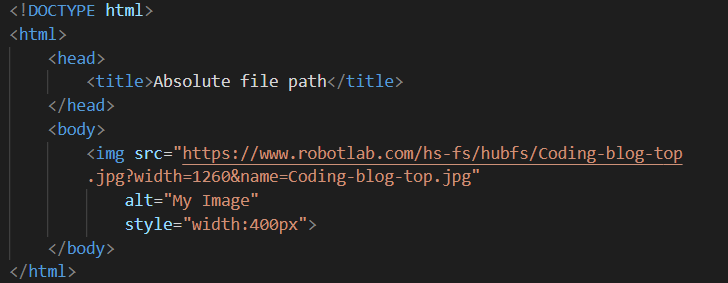 <!DOCTYPE html>
<html>
<head>
<title>Absolute file path</title>
</head>
<body>
<img src="https://www.robotlab.com/hs-fs/hubfs/Coding-blog-top
.jpg?width=1260&name=Coding-blog-top.jpg"
alt="My Image"
style="width:400px">
</body>
</html>